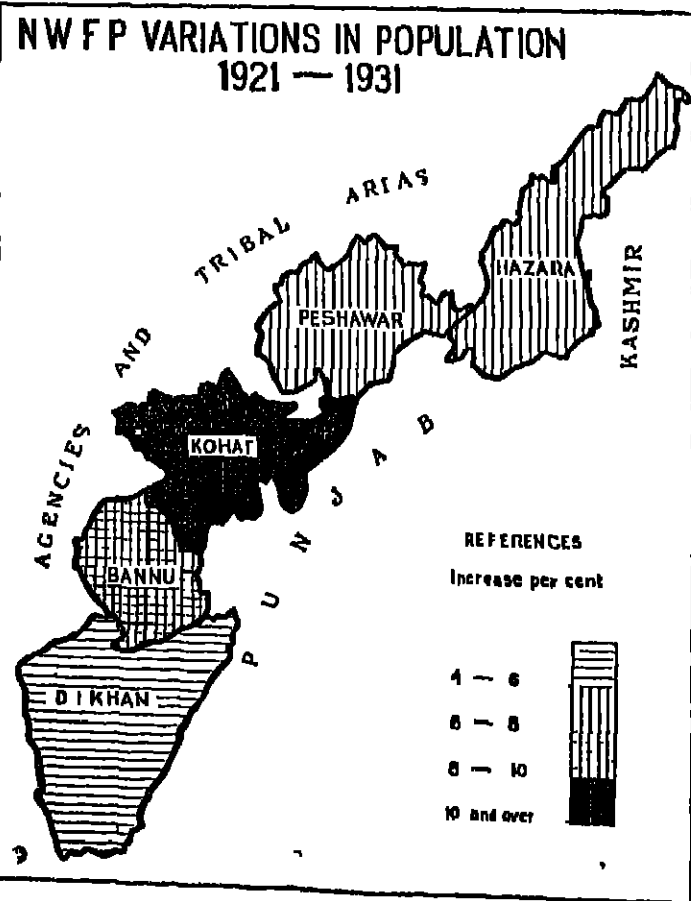 NWFP VARIATIONS IN POPULATION
1921 — 1931
AGENCIES AND TRIBAL ARIAS
HAZARA
PESHAWAR
KASHMIR
KOHAT
PUNJAB
BANNU
D I KHAN
REFERENCES
Increase per cent
4 — 6
6 — 8
8 — 10
10 and over